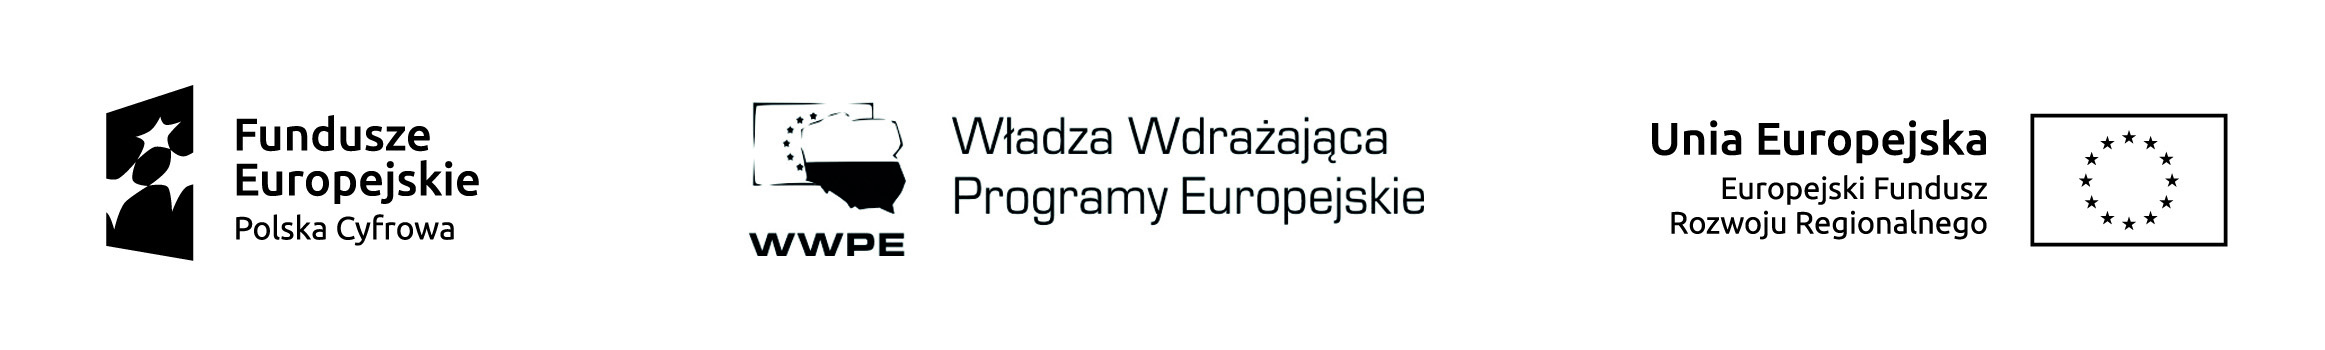 Fundusze
Europejskie
Polska Cyfrowa
WWPE
Władza Wdrażająca
Programy Europejskie
Unia Europejska
Europejski Fundusz
Rozwoju Regionalnego